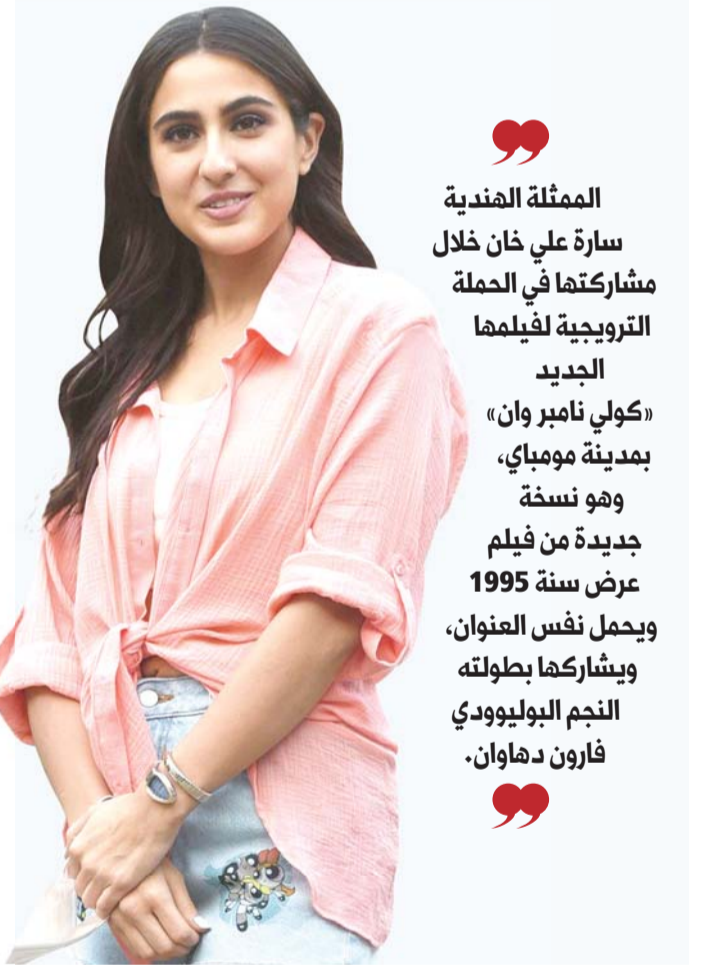 الممثلة الهندية
سارة علي خان خلال
مشاركتها في الحملة
الترويجية لفيلمها
الجديد
«كولي نامبر وان»
بمدينة مومباي،
وهو نسخة
جديدة من فيلم
عرض سنة 1995
ويحمل نفس العنوان،
ويشاركها بطولته
النجم البوليوودي
فارون دهاوان.